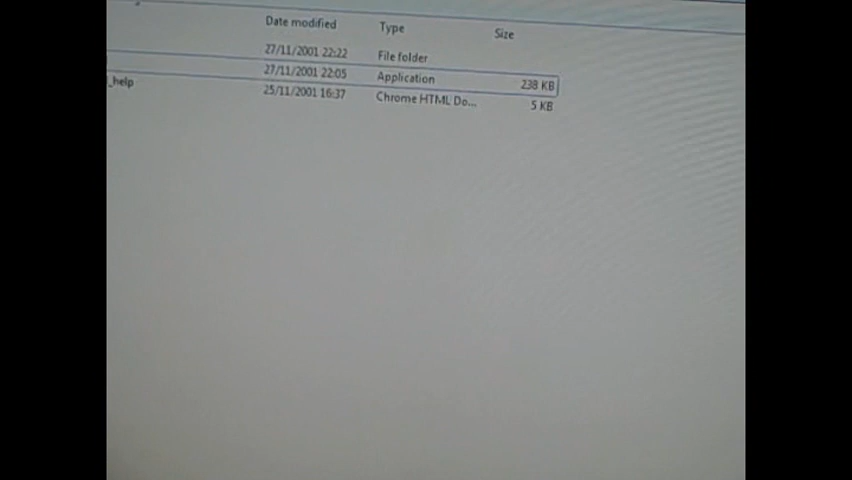 Date modified Type Size
27/11/2001 22:22 File folder
27/11/2001 22:05 Application 238 KB
_help 25/11/2001 16:37 Chrome HTML Do... 5 KB